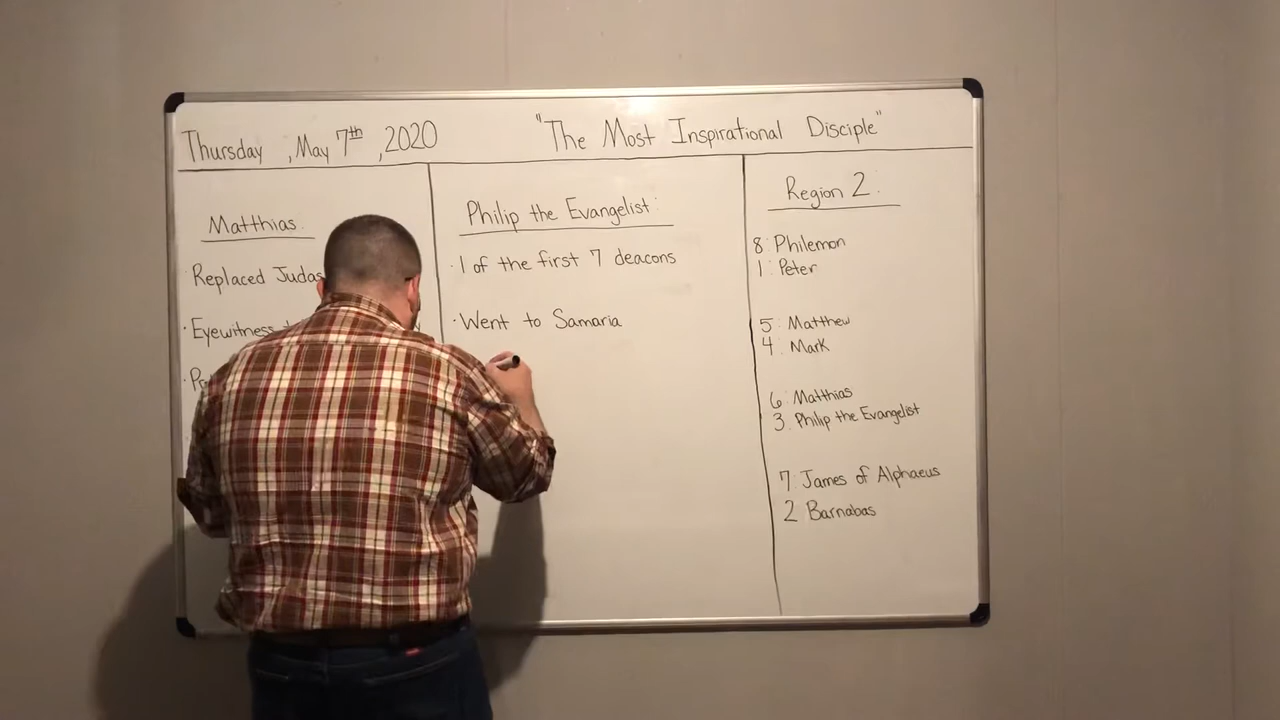 Thursday, May 7th, 2020
"The Most Inspirational Disciple"
Matthias
· Replaced Judas
· Eyewitness
Philip the Evangelist:
· 1 of the first 7 deacons
· Went to Samaria
Region 2:
8: Philemon
1: Peter
5: Matthew
4: Mark
6: Matthias
3: Philip the Evangelist
7: James of Alphaeus
2 Barnabas